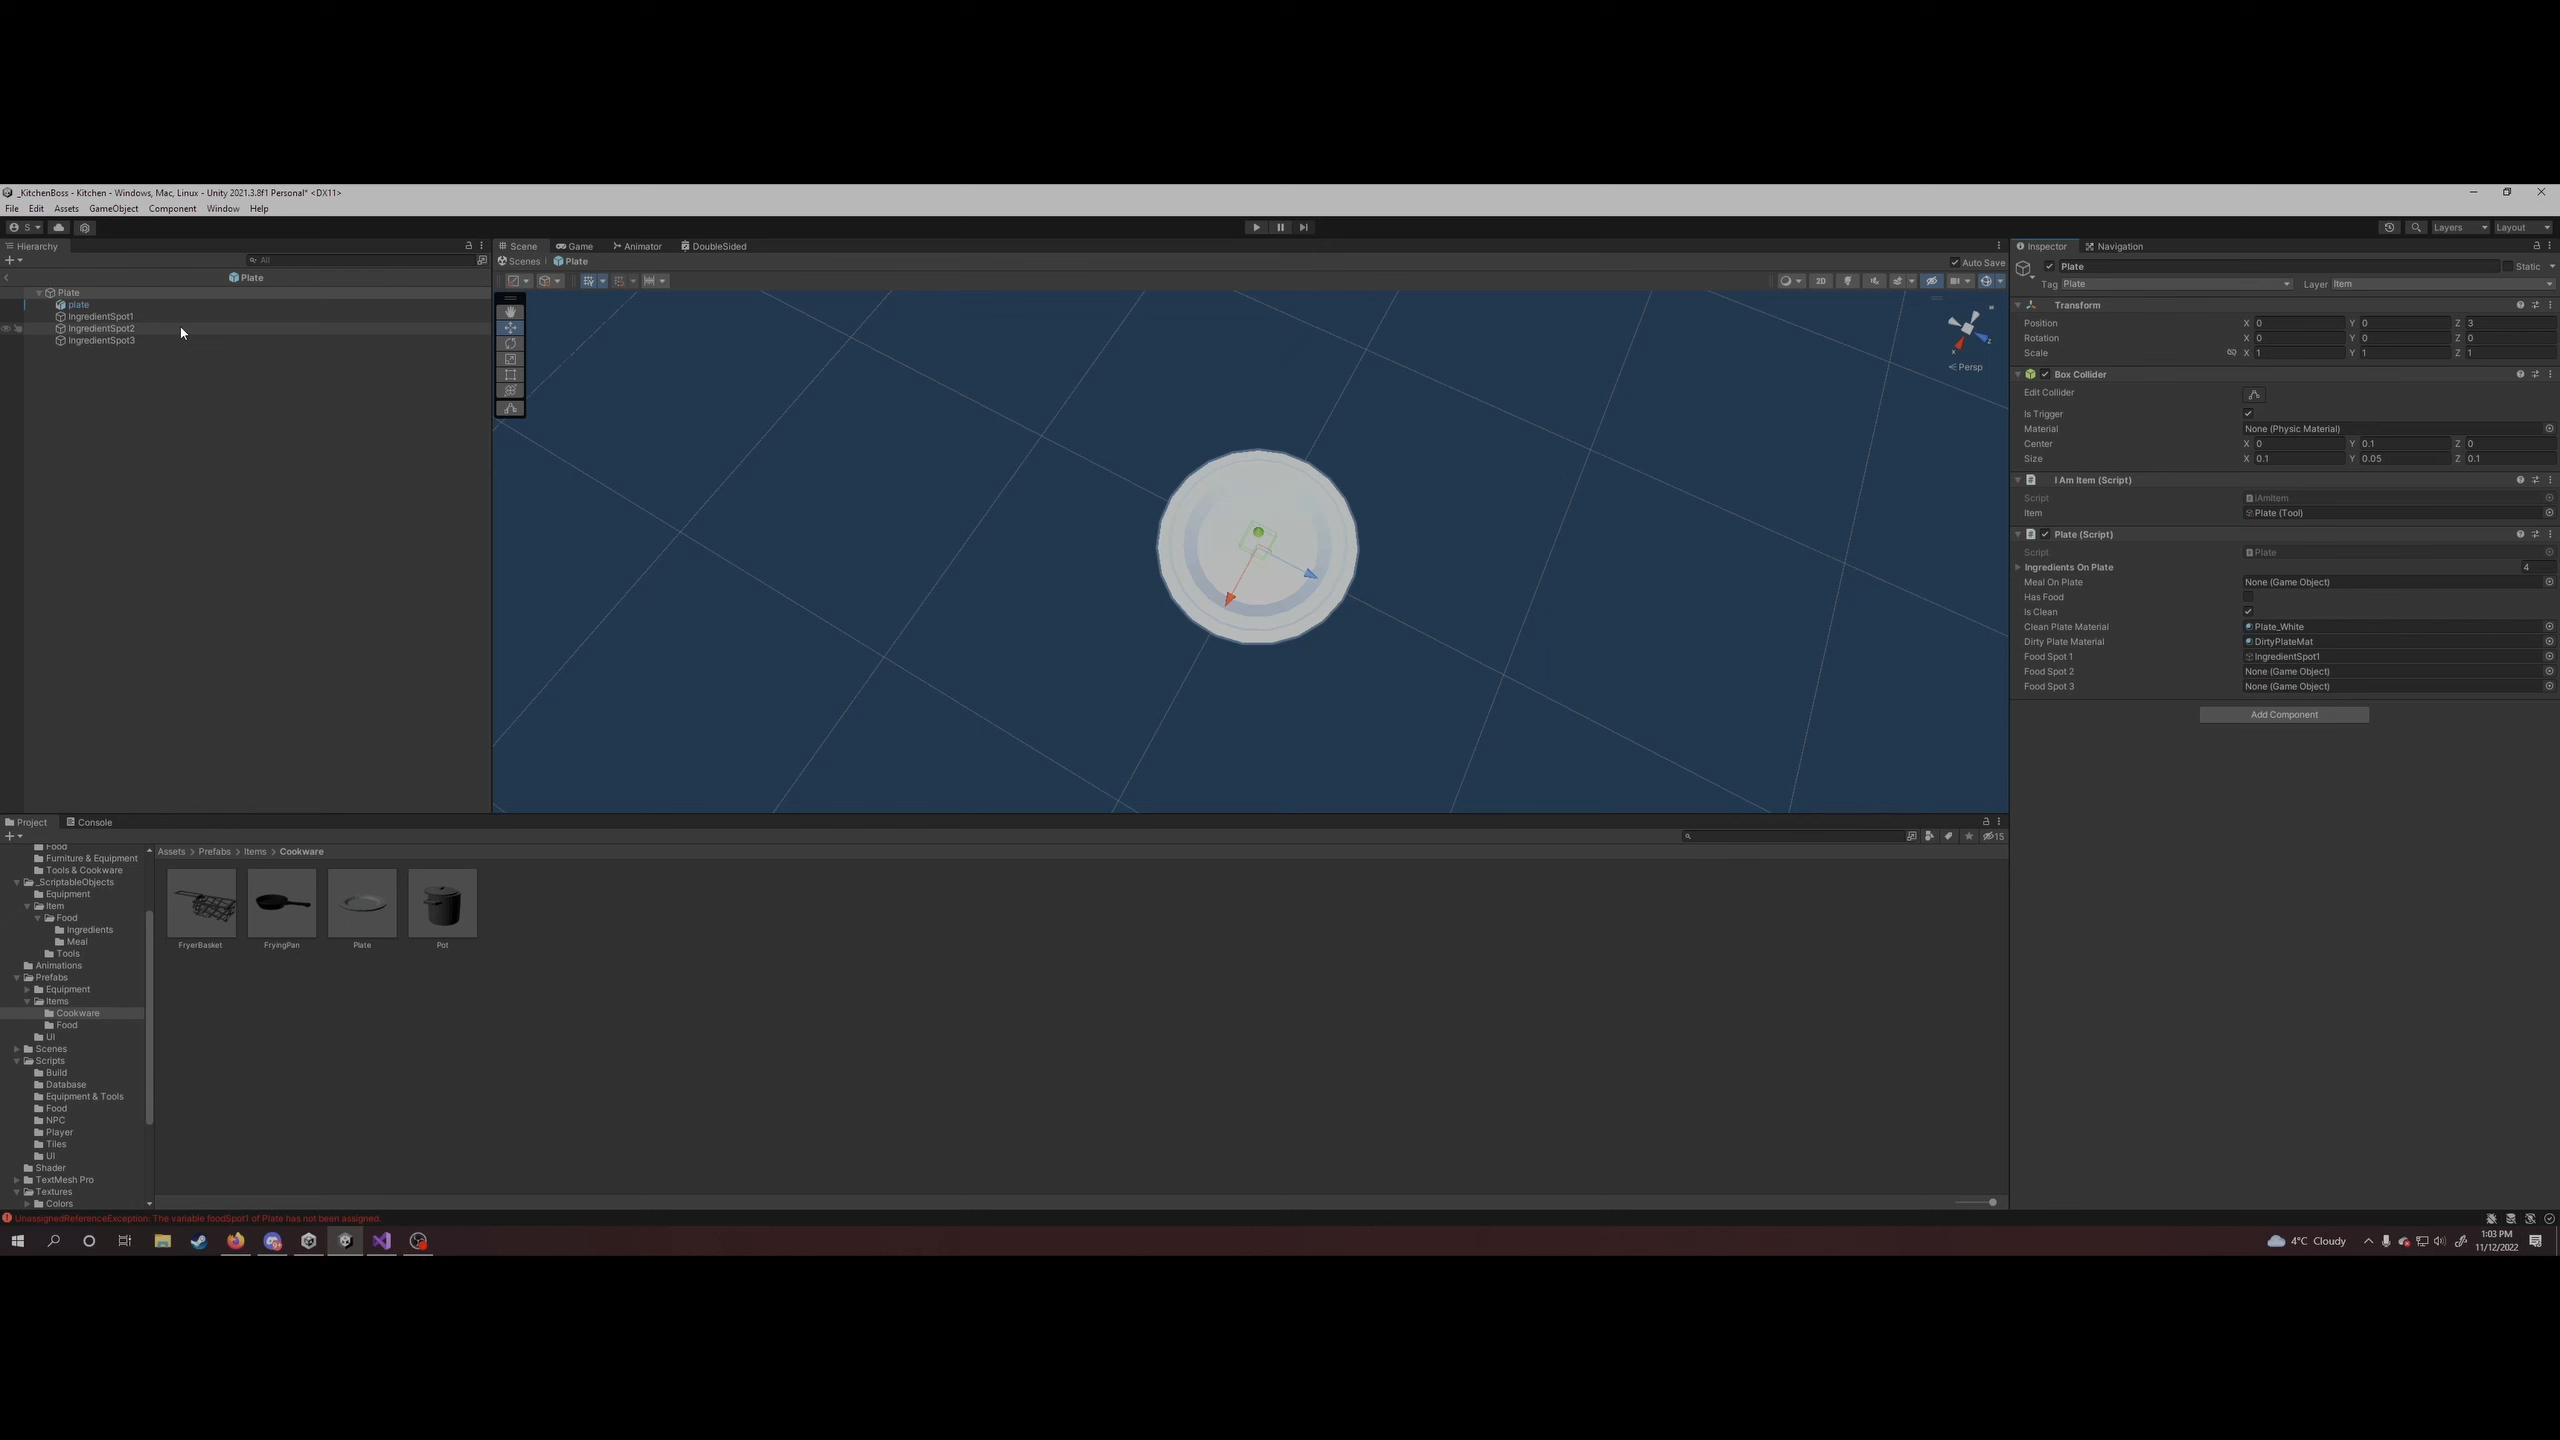 _KitchenBoss - Kitchen - Windows, Mac, Linux - Unity 2021.3.8f1 Personal* <DX11>
File Edit Assets GameObject Component Window Help
S Layers Layout
Hierarchy
All
Plate
Plate
plate
IngredientSpot1
IngredientSpot2
IngredientSpot3
Scene Game Animator DoubleSided
Scenes Plate Auto Save
2D
x z
Persp
Inspector Navigation
Plate Static
Tag Plate Layer Item
Transform
Position X 0 Y 0 Z 3
Rotation X 0 Y 0 Z 0
Scale X 1 Y 1 Z 1
Box Collider
Edit Collider
Is Trigger
Material None (Physic Material)
Center X 0 Y 0.1 Z 0
Size X 0.1 Y 0.05 Z 0.1
I Am Item (Script)
Script iAmItem
Item Plate (Tool)
Plate (Script)
Script Plate
Ingredients On Plate 4
Meal On Plate None (Game Object)
Has Food
Is Clean
Clean Plate Material Plate_White
Dirty Plate Material DirtyPlateMat
Food Spot 1 IngredientSpot1
Food Spot 2 None (Game Object)
Food Spot 3 None (Game Object)
Add Component
Project Console
15
Food
Furniture & Equipment
Tools & Cookware
_ScriptableObjects
Equipment
Item
Food
Ingredients
Meal
Tools
Animations
Prefabs
Equipment
Items
Cookware
Food
UI
Scenes
Scripts
Build
Database
Equipment & Tools
Food
NPC
Player
Tiles
UI
Shader
TextMesh Pro
Textures
Colors
Assets > Prefabs > Items > Cookware
FryerBasket FryingPan Plate Pot
UnassignedReferenceException: The variable foodSpot1 of Plate has not been assigned.
4°C Cloudy
1:03 PM
11/12/2022